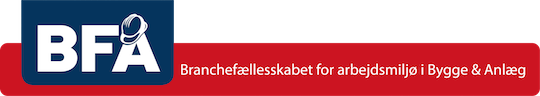 BFA
Branchefællesskabet for arbejdsmiljø i Bygge & Anlæg